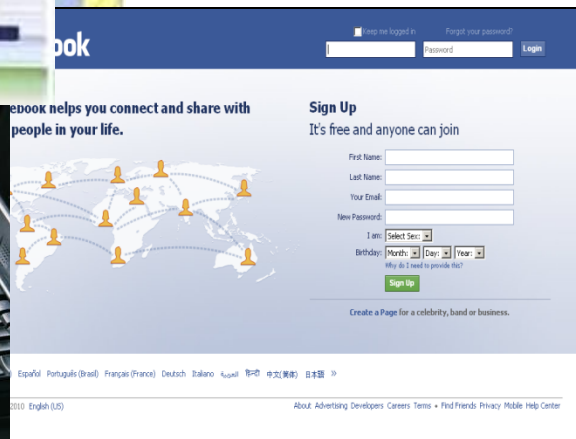 ook
Keep me logged in Forgot your password?
Password Login
ebook helps you connect and share with
people in your life.
Sign Up
It's free and anyone can join
First Name:
Last Name:
Your Email:
New Password:
I am: Select Sex:
Birthday: Month: Day: Year:
Why do I need to provide this?
Sign Up
Create a Page for a celebrity, band or business.
Español Português (Brasil) Français (France) Deutsch Italiano العربية हिन्दी 中文(简体) 日本語 »
2010 English (US) About Advertising Developers Careers Terms • Find Friends Privacy Mobile Help Center